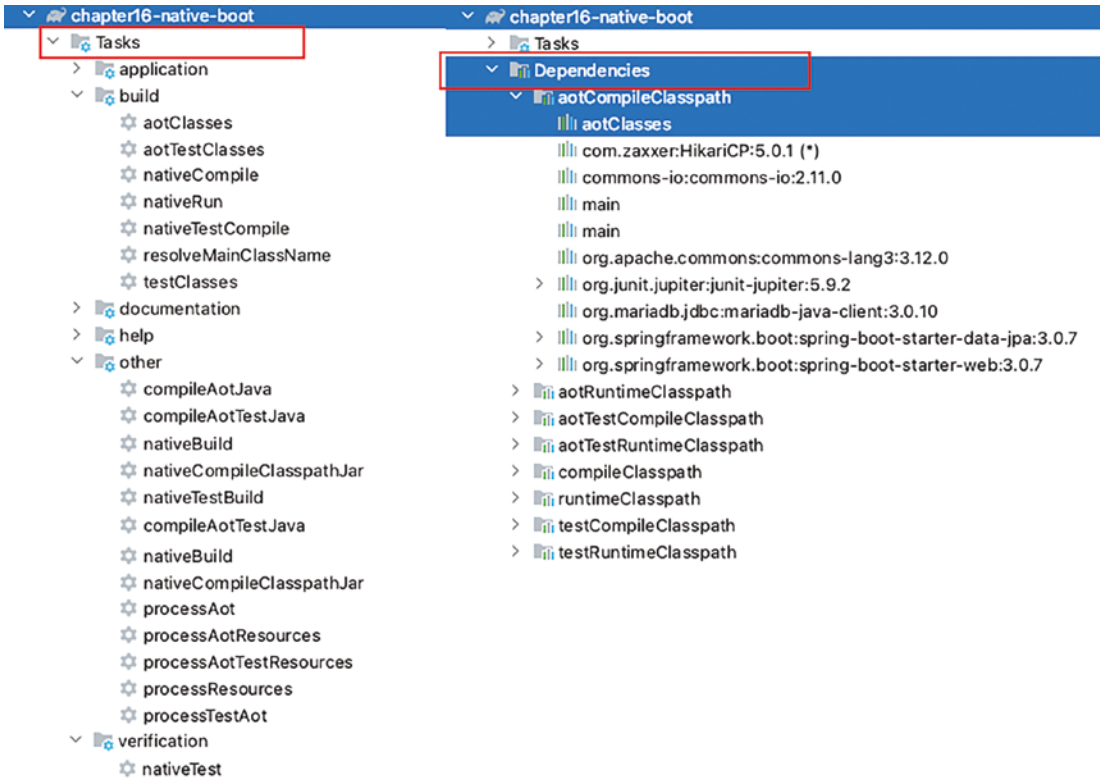 chapter16-native-boot
Tasks
application
build
aotClasses
aotTestClasses
nativeCompile
nativeRun
nativeTestCompile
resolveMainClassName
testClasses
documentation
help
other
compileAotJava
compileAotTestJava
nativeBuild
nativeCompileClasspathJar
nativeTestBuild
compileAotTestJava
nativeBuild
nativeCompileClasspathJar
processAot
processAotResources
processAotTestResources
processResources
processTestAot
verification
nativeTest
chapter16-native-boot
Tasks
Dependencies
aotCompileClasspath
aotClasses
com.zaxxer:HikariCP:5.0.1 (*)
commons-io:commons-io:2.11.0
main
main
org.apache.commons:commons-lang3:3.12.0
org.junit.jupiter:junit-jupiter:5.9.2
org.mariadb.jdbc:mariadb-java-client:3.0.10
org.springframework.boot:spring-boot-starter-data-jpa:3.0.7
org.springframework.boot:spring-boot-starter-web:3.0.7
aotRuntimeClasspath
aotTestCompileClasspath
aotTestRuntimeClasspath
compileClasspath
runtimeClasspath
testCompileClasspath
testRuntimeClasspath